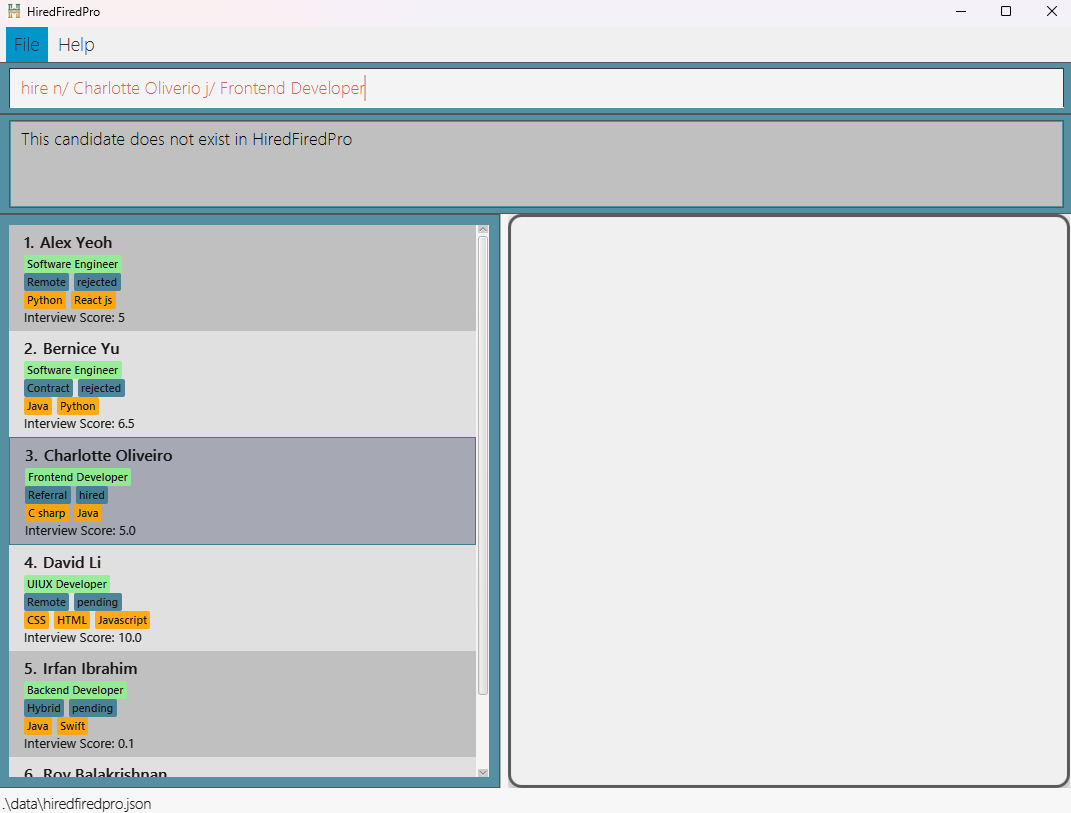 HiredFiredPro
File Help
hire n/ Charlotte Oliverio j/ Frontend Developer
This candidate does not exist in HiredFiredPro
1. Alex Yeoh
Software Engineer
Remote rejected
Python React js
Interview Score: 5
2. Bernice Yu
Software Engineer
Contract rejected
Java Python
Interview Score: 6.5
3. Charlotte Oliveiro
Frontend Developer
Referral hired
C sharp Java
Interview Score: 5.0
4. David Li
UIUX Developer
Remote pending
CSS HTML Javascript
Interview Score: 10.0
5. Irfan Ibrahim
Backend Developer
Hybrid pending
Java Swift
Interview Score: 0.1
6. Roy Balakrishnan
.\data\hiredfiredpro.json